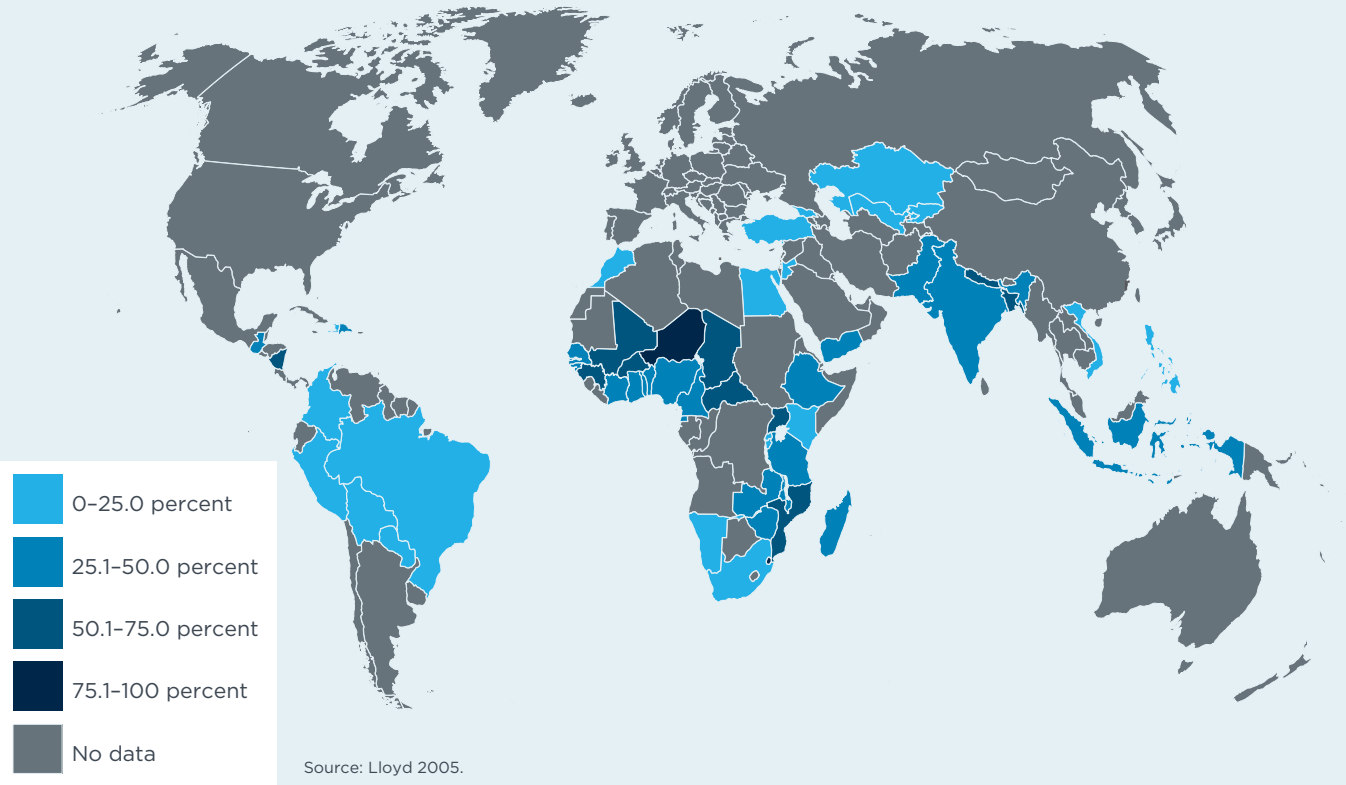 0–25.0 percent
25.1–50.0 percent
50.1–75.0 percent
75.1–100 percent
No data
Source: Lloyd 2005.